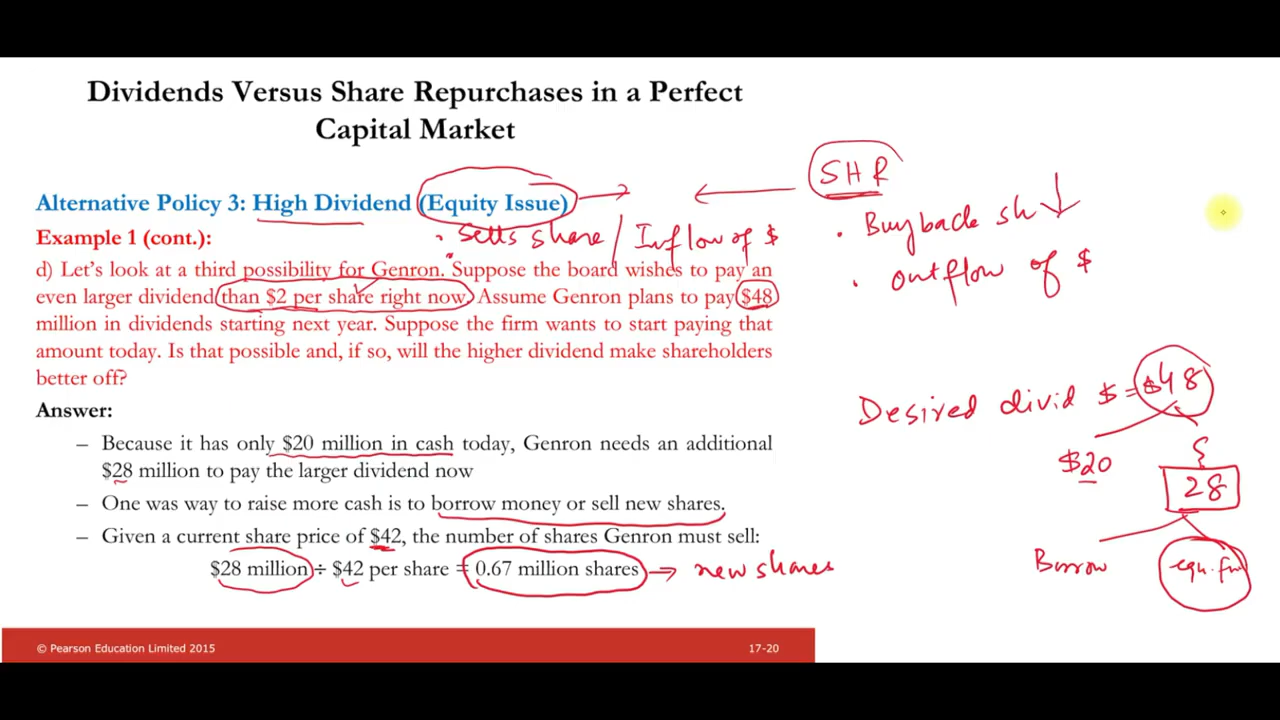 Dividends Versus Share Repurchases in a Perfect
Capital Market
SHR
Alternative Policy 3: High Dividend (Equity Issue)
• Buyback sh ↓
Example 1 (cont.):
• Sells share / Inflow of $
• outflow of $
d) Let's look at a third possibility for Genron. Suppose the board wishes to pay an
even larger dividend than $2 per share right now. Assume Genron plans to pay $48
million in dividends starting next year. Suppose the firm wants to start paying that
amount today. Is that possible and, if so, will the higher dividend make shareholders
better off?
Desired divid $ = $48
Answer:
– Because it has only $20 million in cash today, Genron needs an additional
$28 million to pay the larger dividend now
$20
28
– One was way to raise more cash is to borrow money or sell new shares.
– Given a current share price of $42, the number of shares Genron must sell:
$28 million ÷ $42 per share = 0.67 million shares → new shares
Borrow
equ.
© Pearson Education Limited 2015
17-20